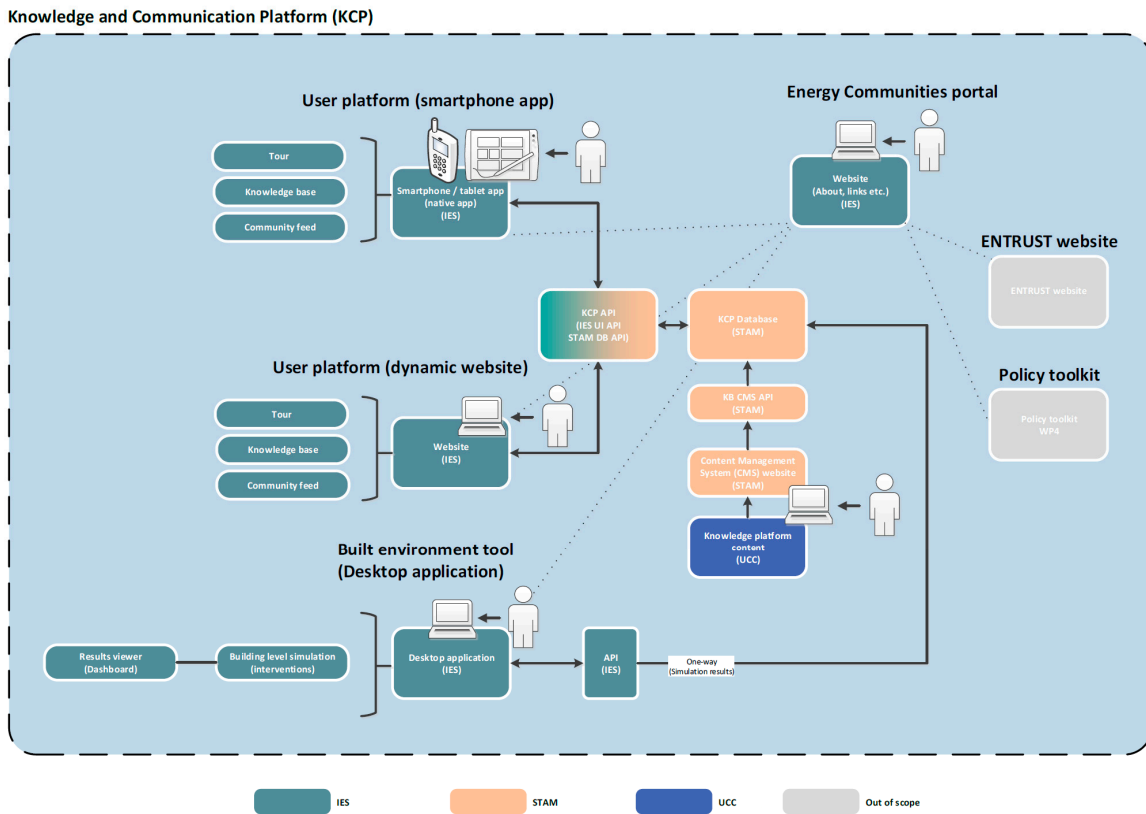 Knowledge and Communication Platform (KCP)
User platform (smartphone app)
Tour
Knowledge base
Community feed
Smartphone / tablet app
(native app)
(IES)
Energy Communities portal
Website
(About, links etc.)
(IES)
ENTRUST website
ENTRUST website
Policy toolkit
Policy toolkit
WP4
KCP API
(IES UI API
STAM DB API)
KCP Database
(STAM)
KB CMS API
(STAM)
Content Management
System (CMS) website
(STAM)
Knowledge platform
content
(UCC)
User platform (dynamic website)
Tour
Knowledge base
Community feed
Website
(IES)
Built environment tool
(Desktop application)
Results viewer
(Dashboard)
Building level simulation
(interventions)
Desktop application
(IES)
API
(IES)
One-way
(Simulation results)
IES
STAM
UCC
Out of scope